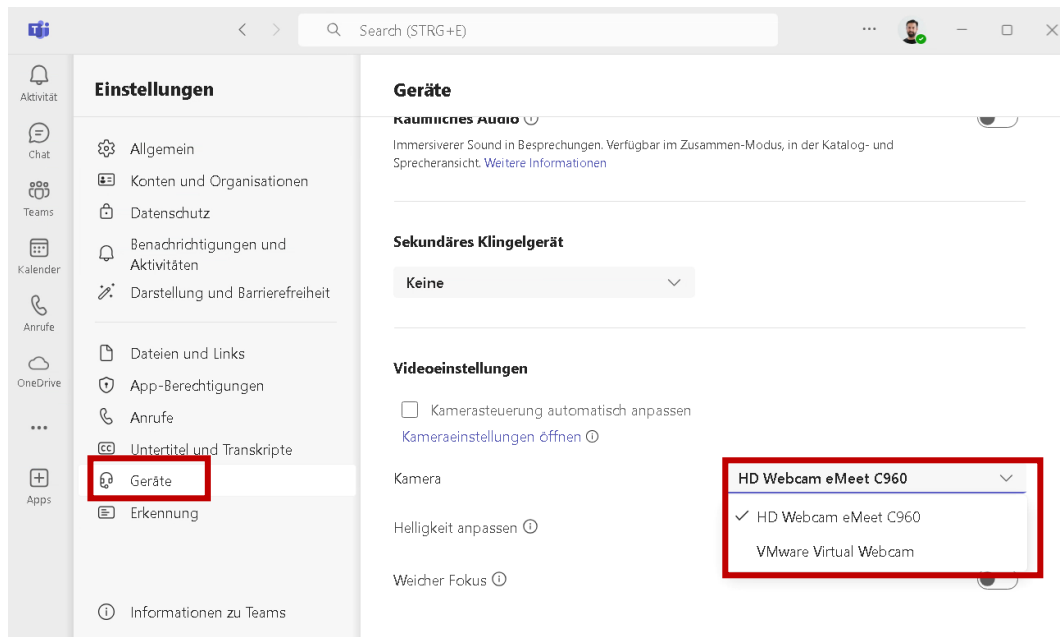 Search (STRG+E)
Aktivität
Chat
Teams
Kalender
Anrufe
OneDrive
Apps
Einstellungen
Allgemein
Konten und Organisationen
Datenschutz
Benachrichtigungen und
Aktivitäten
Darstellung und Barrierefreiheit
Dateien und Links
App-Berechtigungen
Anrufe
Untertitel und Transkripte
Geräte
Erkennung
Informationen zu Teams
Geräte
Räumliches Audio
Immersiverer Sound in Besprechungen. Verfügbar im Zusammen-Modus, in der Katalog- und
Sprecheransicht. Weitere Informationen
Sekundäres Klingelgerät
Keine
Videoeinstellungen
Kamerasteuerung automatisch anpassen
Kameraeinstellungen öffnen
Kamera
HD Webcam eMeet C960
HD Webcam eMeet C960
VMware Virtual Webcam
Helligkeit anpassen
Weicher Fokus